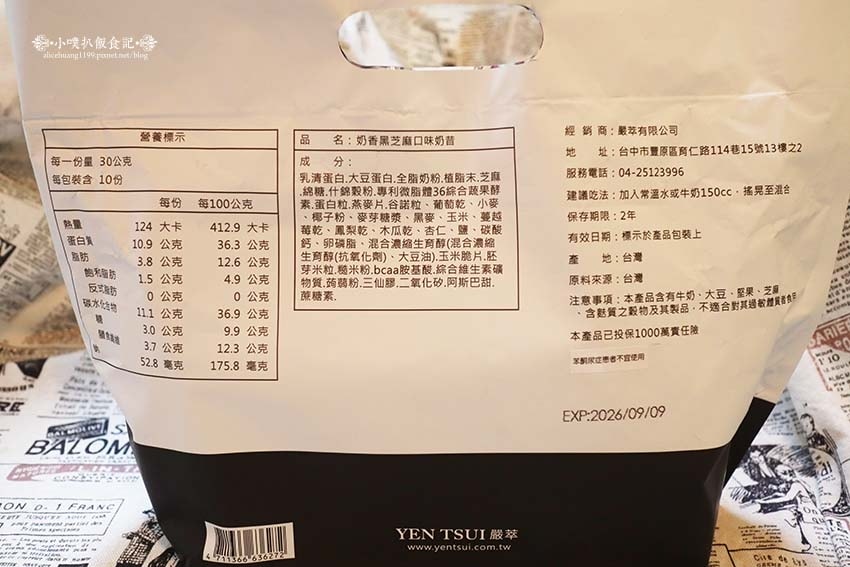 小噗扒飯食記
alicehuang1199.pixnet.net/blog
營養標示
每一份量 30公克
每包裝含 10份
每份 每100公克
熱量 124 大卡 412.9 大卡
蛋白質 10.9 公克 36.3 公克
脂肪 3.8 公克 12.6 公克
飽和脂肪 1.5 公克 4.9 公克
反式脂肪 0 公克 0 公克
碳水化合物 11.1 公克 36.9 公克
糖 3.0 公克 9.9 公克
膳食纖維 3.7 公克 12.3 公克
鈉 52.8 毫克 175.8 毫克
品 名：奶香黑芝麻口味奶昔
成 分：
乳清蛋白.大豆蛋白.全脂奶粉.植脂末.芝麻
.綿糖.什錦穀粉.專利微脂體36綜合蔬果酵
素.蛋白粒.燕麥片.谷諾粒、葡萄乾、小麥
、椰子粉、麥芽糖漿、黑麥、玉米、蔓越
莓乾、鳳梨乾、木瓜乾、杏仁、鹽、碳酸
鈣、卵磷脂、混合濃縮生育醇(混合濃縮
生育醇(抗氧化劑)、大豆油).玉米脆片.胚
芽米粒.糙米粉.bcaa胺基酸.綜合維生素礦
物質.蒟蒻粉.三仙膠.二氧化矽.阿斯巴甜.
蔗糖素.
經 銷 商：嚴萃有限公司
地 址：台中市豐原區育仁路114巷15號13樓之2
服務電話：04-25123996
建議吃法：加入常溫水或牛奶150cc，搖晃至混合
保存期限：2年
有效日期：標示於產品包裝上
產 地：台灣
原料來源：台灣
注意事項：本產品含有牛奶、大豆、堅果、芝麻
、含麩質之穀物及其製品，不適合對其過敏體質者食用
本產品已投保1000萬責任險
苯酮尿症患者不宜使用
EXP:2026/09/09
4 711366 636272
YEN TSUI 嚴萃
www.yentsui.com.tw
BALOM